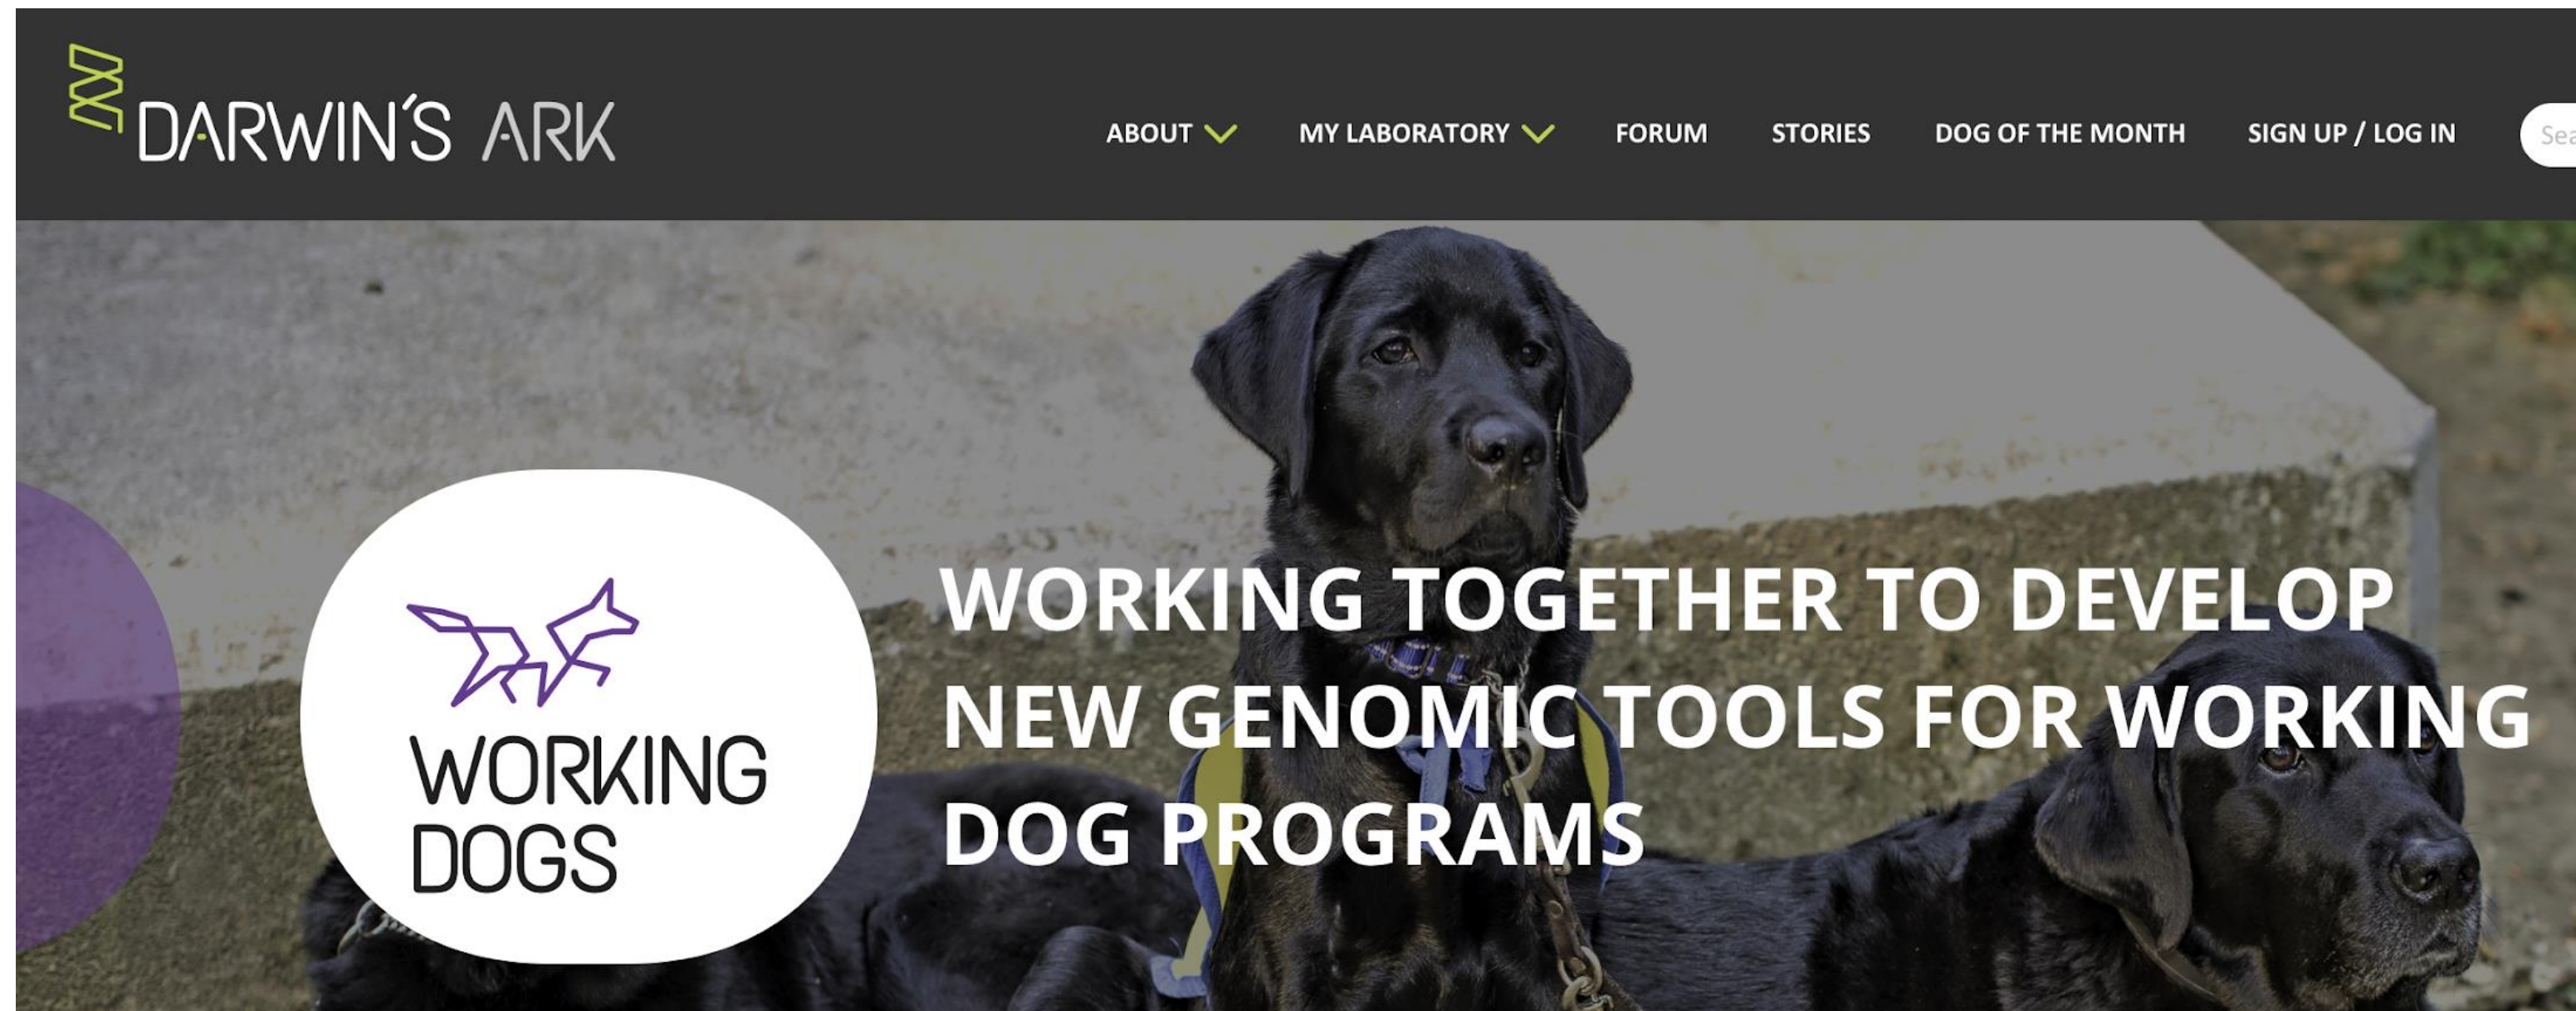 DARWIN'S ARK
ABOUT
MY LABORATORY
FORUM
STORIES
DOG OF THE MONTH
SIGN UP / LOG IN
WORKING
DOGS
WORKING TOGETHER TO DEVELOP
NEW GENOMIC TOOLS FOR WORKING
DOG PROGRAMS